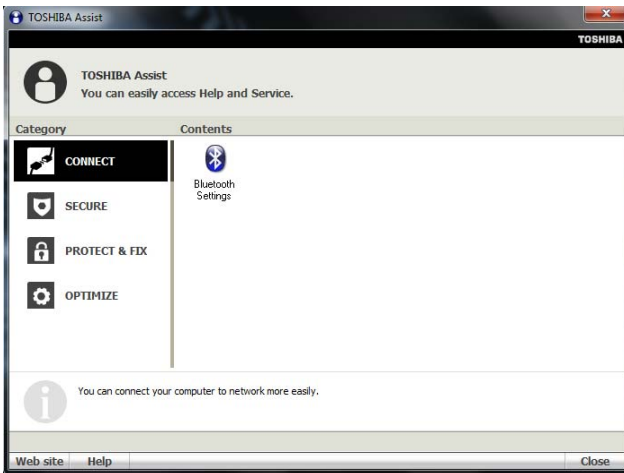 TOSHIBA Assist
TOSHIBA
TOSHIBA Assist
You can easily access Help and Service.
Category
Contents
CONNECT
SECURE
PROTECT & FIX
OPTIMIZE
Bluetooth
Settings
You can connect your computer to network more easily.
Web site
Help
Close